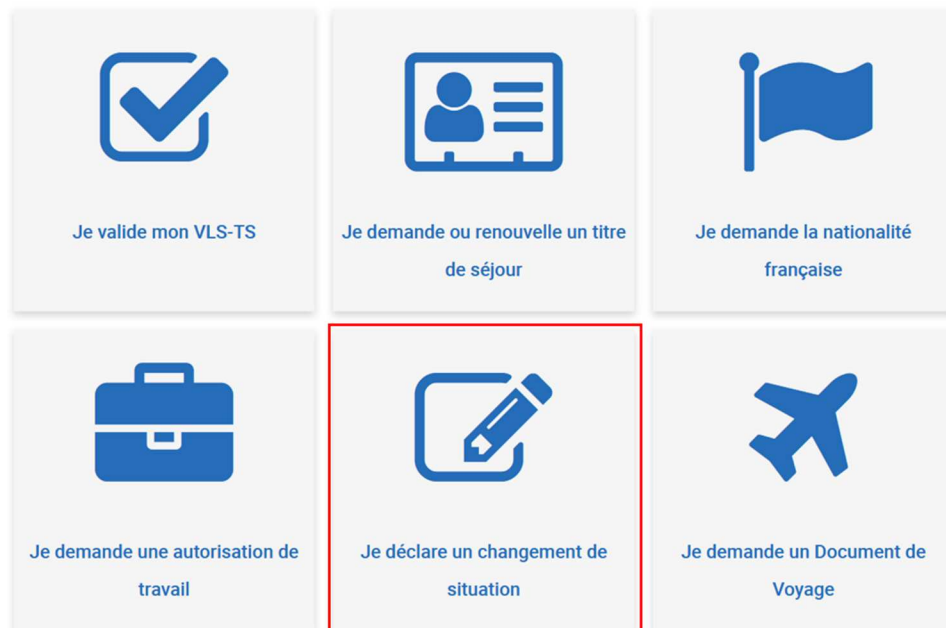 Je valide mon VLS-TS
Je demande ou renouvelle un titre
de séjour
Je demande la nationalité
française
Je demande une autorisation de
travail
Je déclare un changement de
situation
Je demande un Document de
Voyage